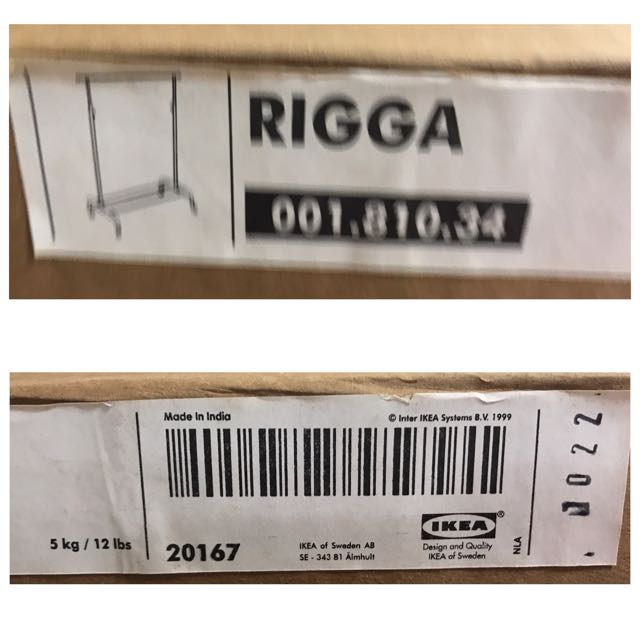 RIGGA
001.810.34
Made in India
© Inter IKEA Systems B.V. 1999
5 kg / 12 lbs
20167
IKEA of Sweden AB
SE - 343 81 Älmhult
IKEA®
Design and Quality
IKEA of Sweden
NLA
022